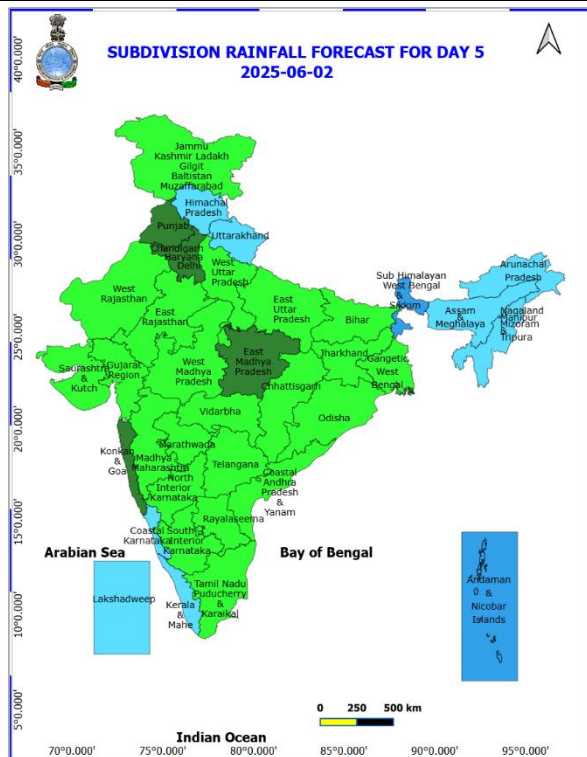 SUBDIVISION RAINFALL FORECAST FOR DAY 5
2025-06-02
40°0.000'
35°0.000'
30°0.000'
25°0.000'
20°0.000'
15°0.000'
10°0.000'
5°0.000'
Jammu
Kashmir Ladakh
Gilgit
Baltistan
Muzaffarabad
Himachal
Pradesh
Punjab
Uttarakhand
Chandigarh
Haryana
Delhi
West
Uttar
Pradesh
Arunachal
Pradesh
Sub Himalayan
West Bengal
&
Sikkim
West
Rajasthan
East
Rajasthan
East
Uttar
Pradesh
Bihar
Assam
&
Meghalaya
Nagaland
Manipur
Mizoram
&
Tripura
Saurashtra
&
Kutch
Gujarat
Region
West
Madhya
Pradesh
East
Madhya
Pradesh
Jharkhand
Gangetic
West
Bengal
Chhattisgarh
Vidarbha
Odisha
Konkan
&
Goa
Marathwada
Madhya
Maharashtra
Telangana
North
Interior
Karnataka
Coastal
Andhra
Pradesh
&
Yanam
Rayalaseema
Coastal
Karnataka
South
Interior
Karnataka
Arabian Sea
Bay of Bengal
Lakshadweep
Kerala
&
Mahe
Tamil Nadu
Puducherry
&
Karaikal
Andaman
&
Nicobar
Islands
0 250 500 km
Indian Ocean
70°0.000' 75°0.000' 80°0.000' 85°0.000' 90°0.000' 95°0.000'